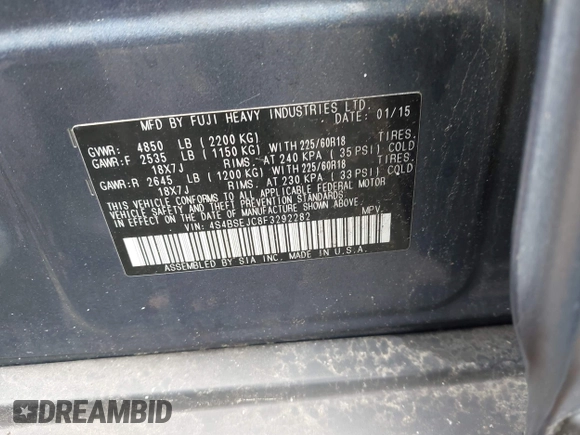 MFD BY FUJI HEAVY INDUSTRIES LTD.
DATE: 01/15
GVWR: 4850 LB (2200 KG)
GAWR:F 2535 LB (1150 KG) WITH 225/60R18 TIRES,
18X7J RIMS, AT 240 KPA (35 PSI) COLD
GAWR:R 2645 LB (1200 KG) WITH 225/60R18 TIRES,
18X7J RIMS, AT 230 KPA (33 PSI) COLD
THIS VEHICLE CONFORMS TO ALL APPLICABLE FEDERAL MOTOR
VEHICLE SAFETY, BUMPER, AND THEFT PREVENTION
STANDARDS IN EFFECT ON THE DATE OF
MANUFACTURE SHOWN ABOVE.
VIN: 4S4BSEJC8F3292282 MPV
ASSEMBLED BY SIA INC. MADE IN U.S.A.
DREAMBID